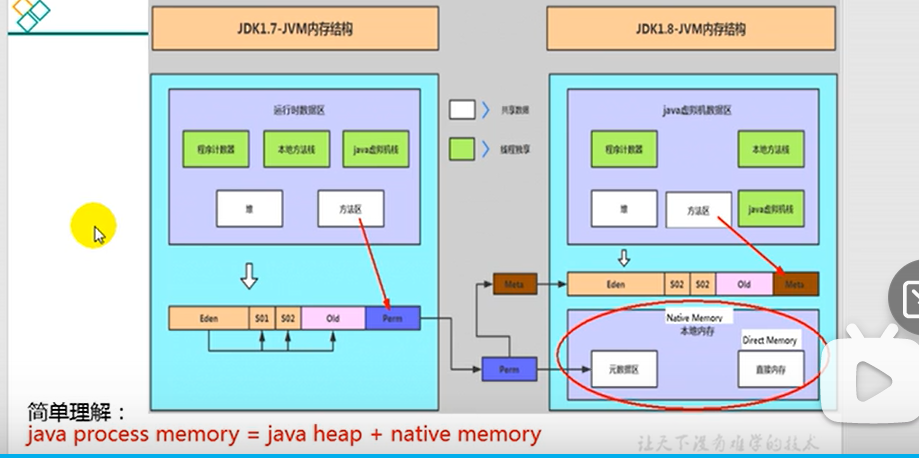 JDK1.7-JVM内存结构
JDK1.8-JVM内存结构
运行时数据区
程序计数器
本地方法栈
java虚拟机栈
堆
方法区
共享数据
线程独享
java虚拟机数据区
程序计数器
本地方法栈
堆
方法区
java虚拟机栈
Eden
S01
S02
Old
Perm
Meta
Perm
Eden
S02
S02
Old
Meta
Native Memory
本地内存
Direct Memory
元数据区
直接内存
简单理解：
java process memory = java heap + native memory
让天下没有难学的技术